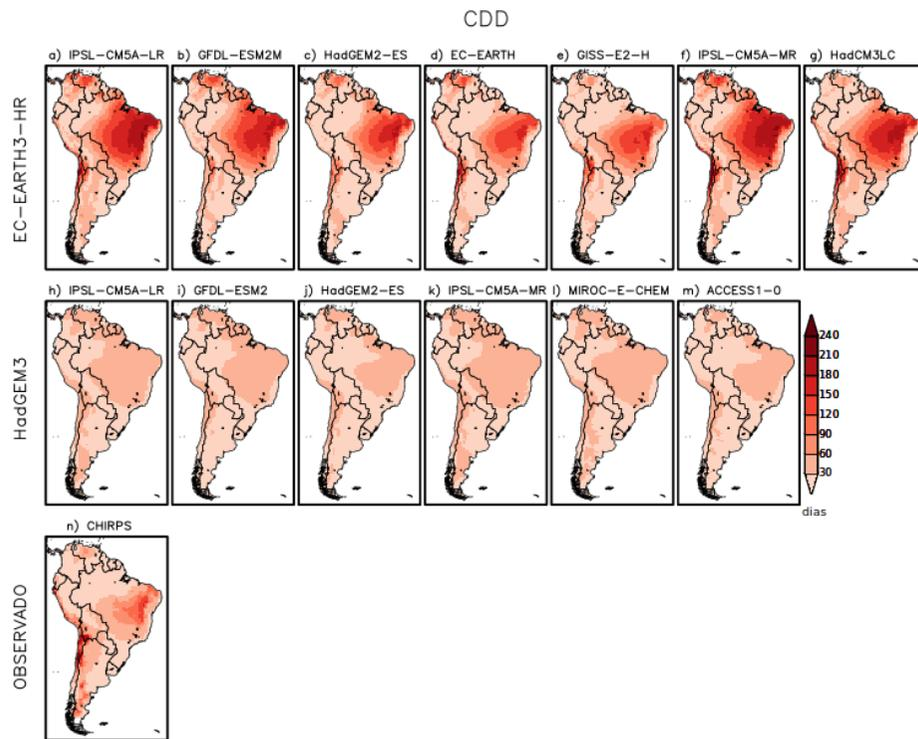 CDD
a) IPSL-CM5A-LR b) GFDL-ESM2M c) HadGEM2-ES d) EC-EARTH e) GISS-E2-H f) IPSL-CM5A-MR g) HadCM3LC
EC-EARTH3-HR
h) IPSL-CM5A-LR i) GFDL-ESM2 j) HadGEM2-ES k) IPSL-CM5A-MR l) MIROC-E-CHEM m) ACCESS1-0
HadGEM3
240
210
180
150
120
90
60
30
dias
n) CHIRPS
OBSERVADO